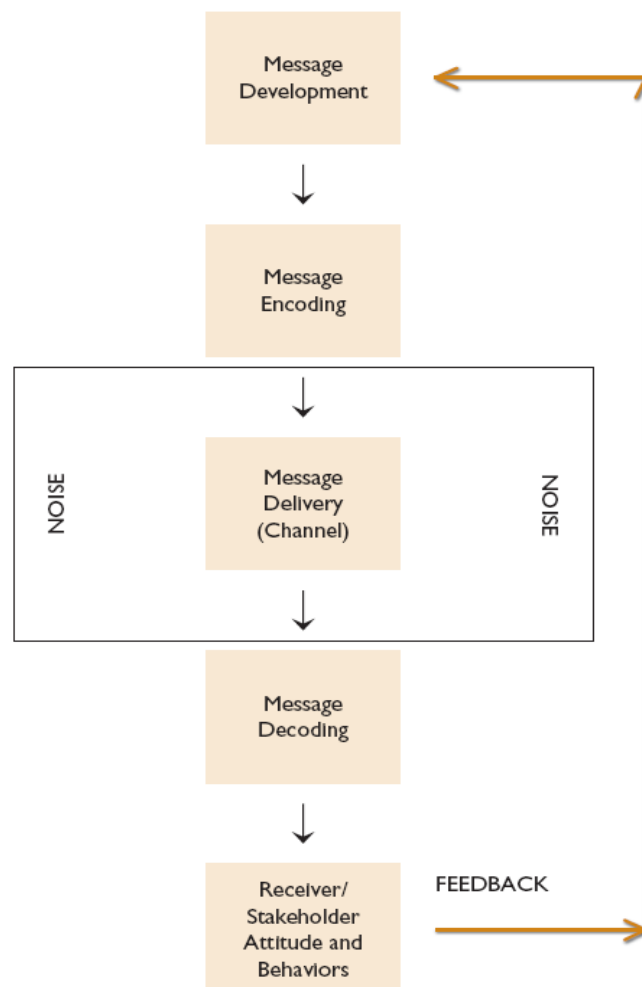 Message
Development
Message
Encoding
NOISE
Message
Delivery
(Channel)
NOISE
Message
Decoding
Receiver/
Stakeholder
Attitude and
Behaviors
FEEDBACK